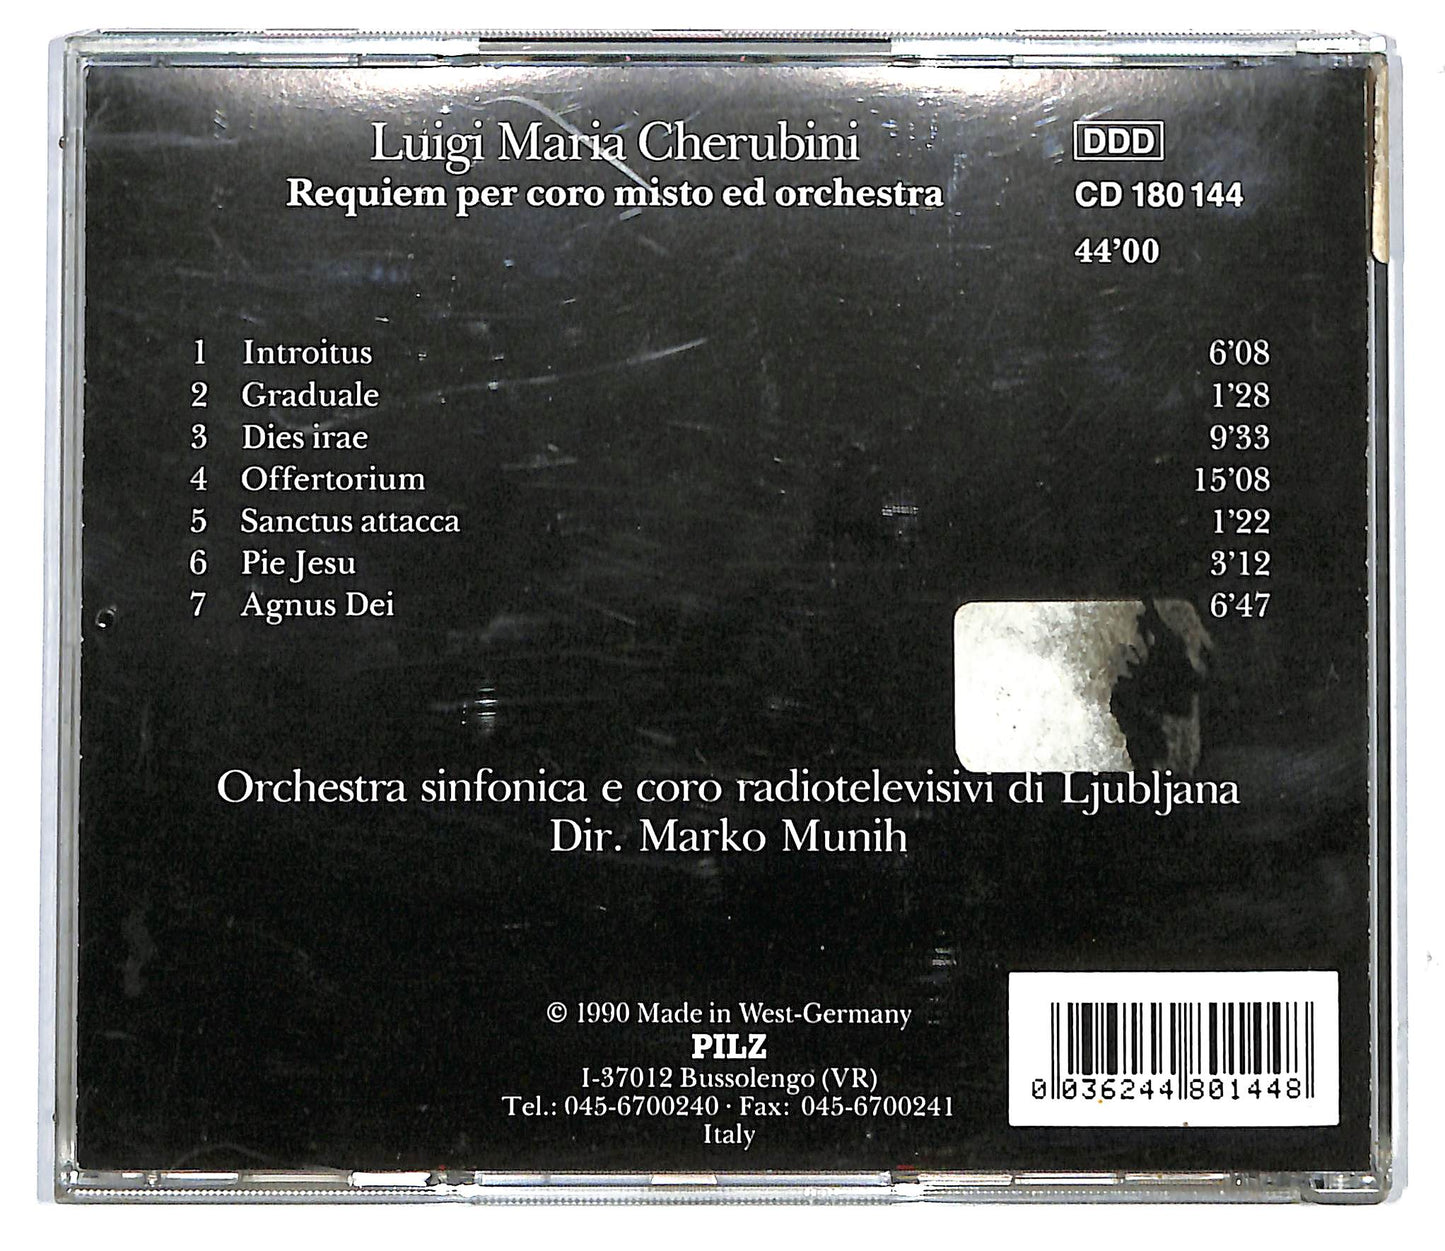 Luigi Maria Cherubini
Requiem per coro misto ed orchestra
DDD
CD 180 144
44'00
1 Introitus 6'08
2 Graduale 1'28
3 Dies irae 9'33
4 Offertorium 15'08
5 Sanctus attacca 1'22
6 Pie Jesu 3'12
7 Agnus Dei 6'47
Orchestra sinfonica e coro radiotelevisivi di Ljubljana
Dir. Marko Munih
© 1990 Made in West-Germany
PILZ
I-37012 Bussolengo (VR)
Tel.: 045-6700240 · Fax: 045-6700241
Italy
0 036244 801448